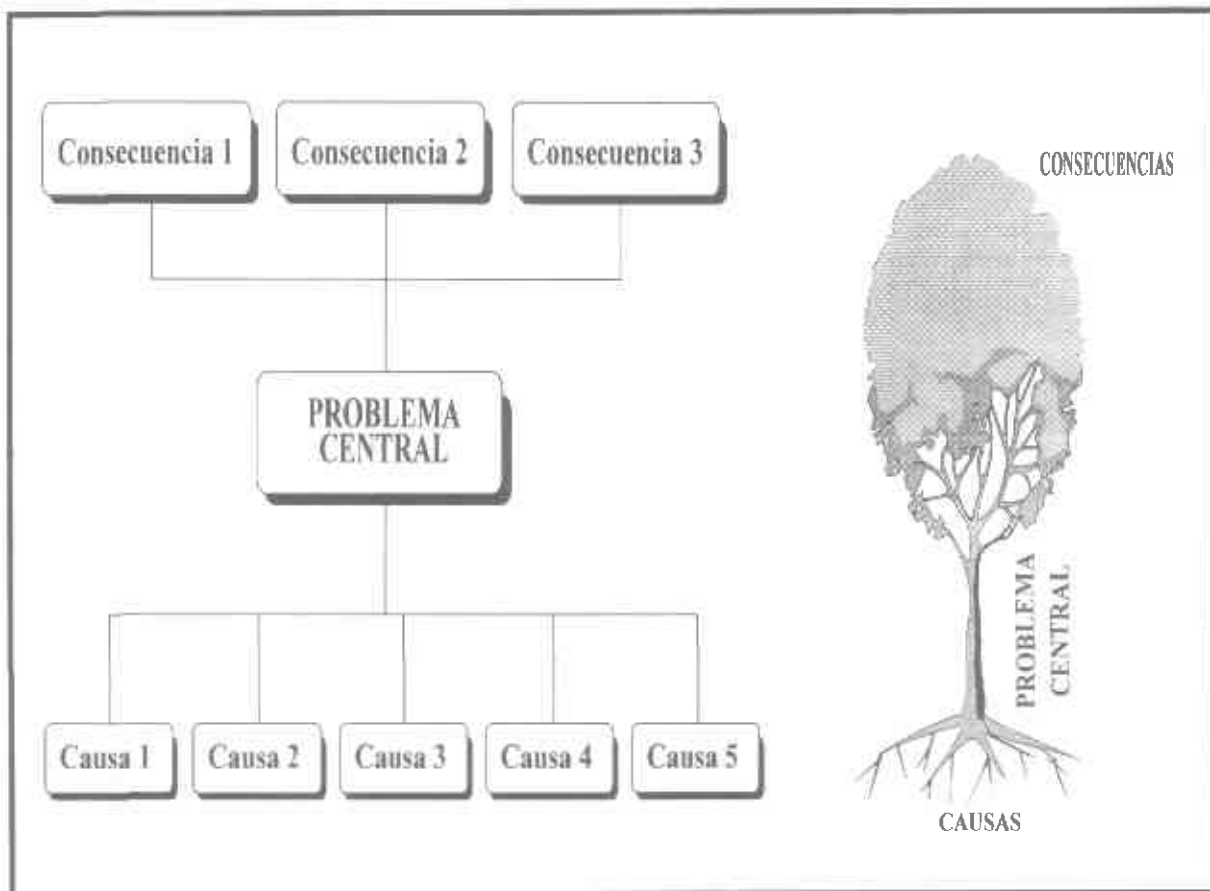 Consecuencia 1
Consecuencia 2
Consecuencia 3
CONSECUENCIAS
PROBLEMA
CENTRAL
PROBLEMA
CENTRAL
Causa 1
Causa 2
Causa 3
Causa 4
Causa 5
CAUSAS